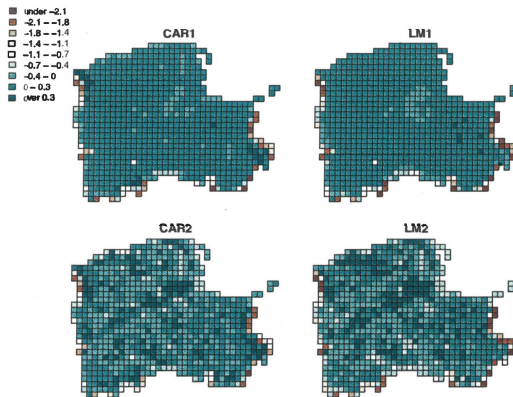 under -2.1
-2.1 – -1.8
-1.8 – -1.4
-1.4 – -1.1
-1.1 – -0.7
-0.7 – -0.4
-0.4 – 0
0 – 0.3
over 0.3
CAR1
LM1
CAR2
LM2